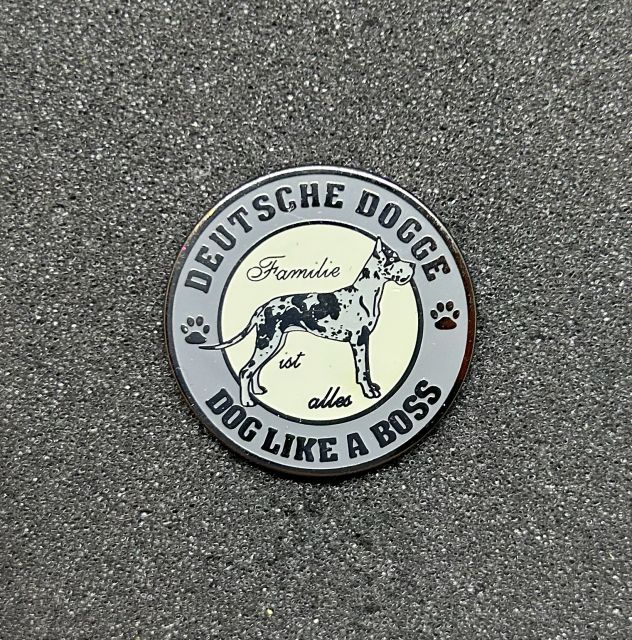 DEUTSCHE DOGGE
Familie
ist
alles
DOG LIKE A BOSS